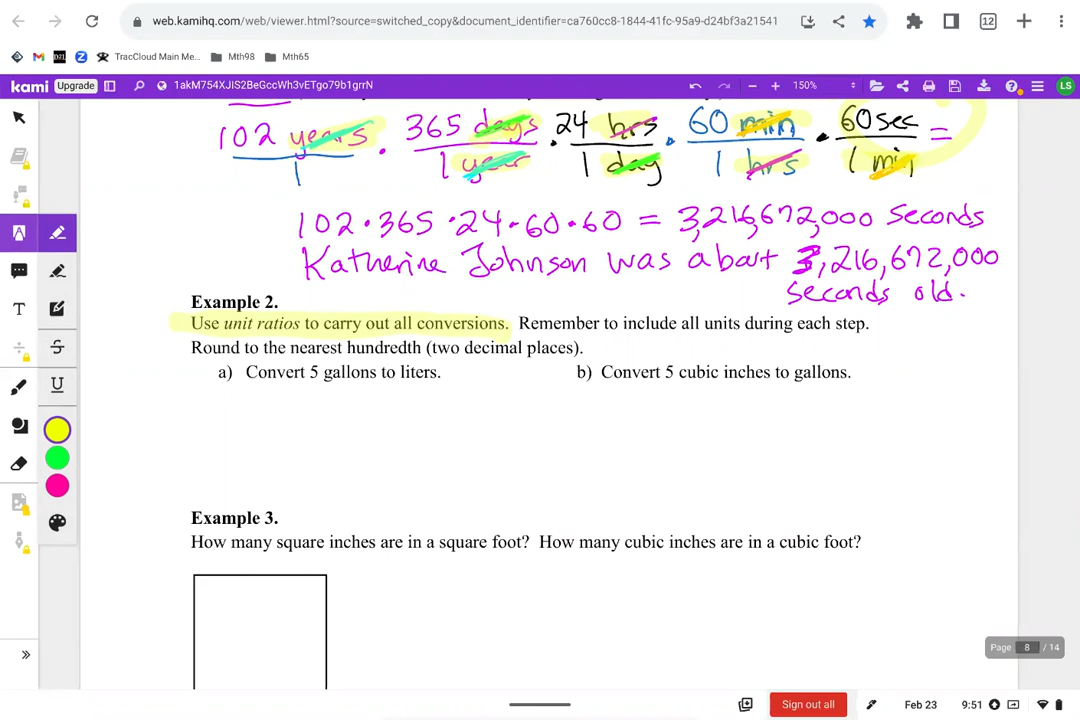 web.kamihq.com/web/viewer.html?source=switched_copy&document_identifier=ca760cc8-1844-41fc-95a9-d24bf3a21541
12
D2L TracCloud Main Me... Mth98 Mth65
kami Upgrade 1akM754XJIS2BeGccWh3vETgo79b1grrN 150% LS
102 years / 1 · 365 days / 1 year · 24 hrs / 1 day · 60 min / 1 hrs · 60 sec / 1 min =
102 · 365 · 24 · 60 · 60 = 3,216,672,000 seconds
Katherine Johnson was about 3,216,672,000
seconds old.
Example 2.
Use unit ratios to carry out all conversions. Remember to include all units during each step.
Round to the nearest hundredth (two decimal places).
a) Convert 5 gallons to liters. b) Convert 5 cubic inches to gallons.
Example 3.
How many square inches are in a square foot? How many cubic inches are in a cubic foot?
Page 8 / 14
Sign out all Feb 23 9:51